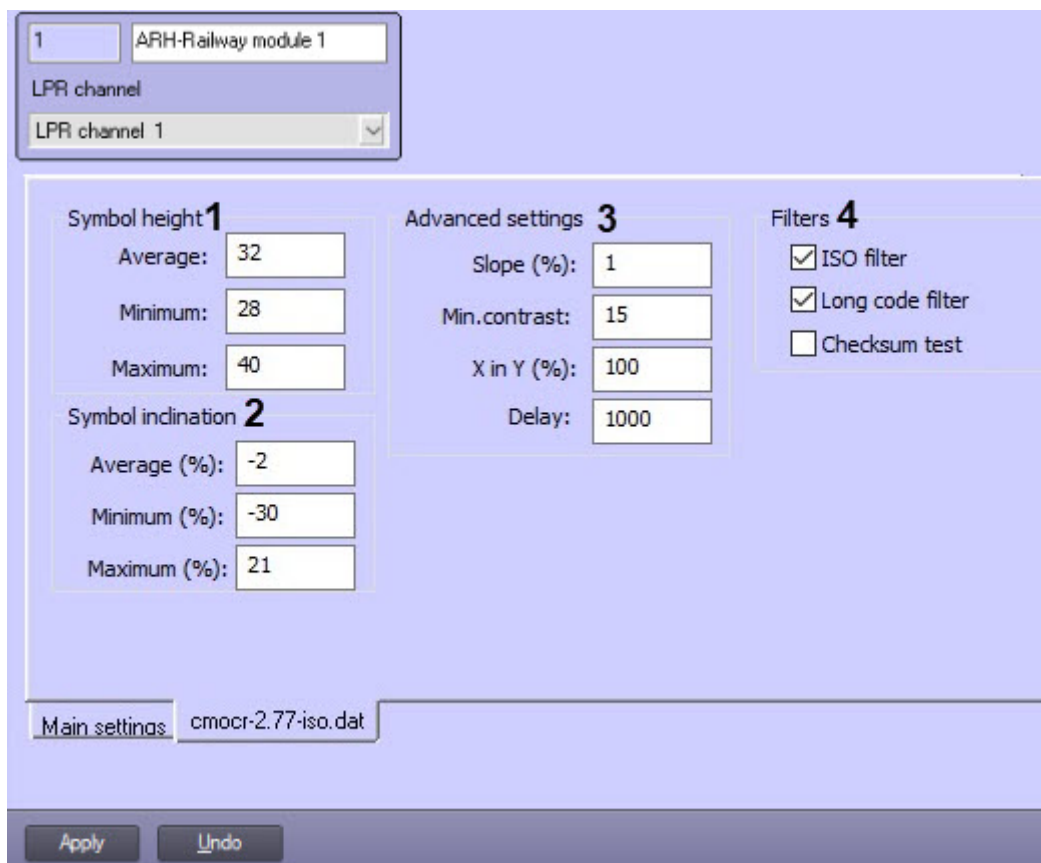 1 ARH-Railway module 1
LPR channel
LPR channel 1
Symbol height 1
Average: 32
Minimum: 28
Maximum: 40
Symbol inclination 2
Average (%): -2
Minimum (%): -30
Maximum (%): 21
Advanced settings 3
Slope (%): 1
Min.contrast: 15
X in Y (%): 100
Delay: 1000
Filters 4
ISO filter
Long code filter
Checksum test
Main settings cmocr-2.77-iso.dat
Apply Undo